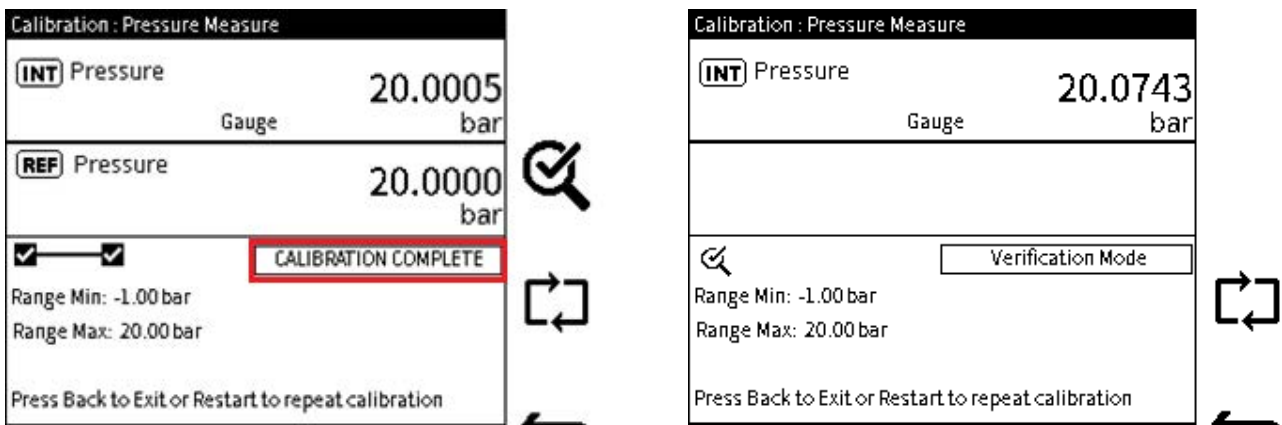 Calibration : Pressure Measure
INT Pressure
20.0005
Gauge bar
REF Pressure
20.0000
bar
CALIBRATION COMPLETE
Range Min: -1.00 bar
Range Max: 20.00 bar
Press Back to Exit or Restart to repeat calibration
Calibration : Pressure Measure
INT Pressure
20.0743
Gauge bar
Verification Mode
Range Min: -1.00 bar
Range Max: 20.00 bar
Press Back to Exit or Restart to repeat calibration